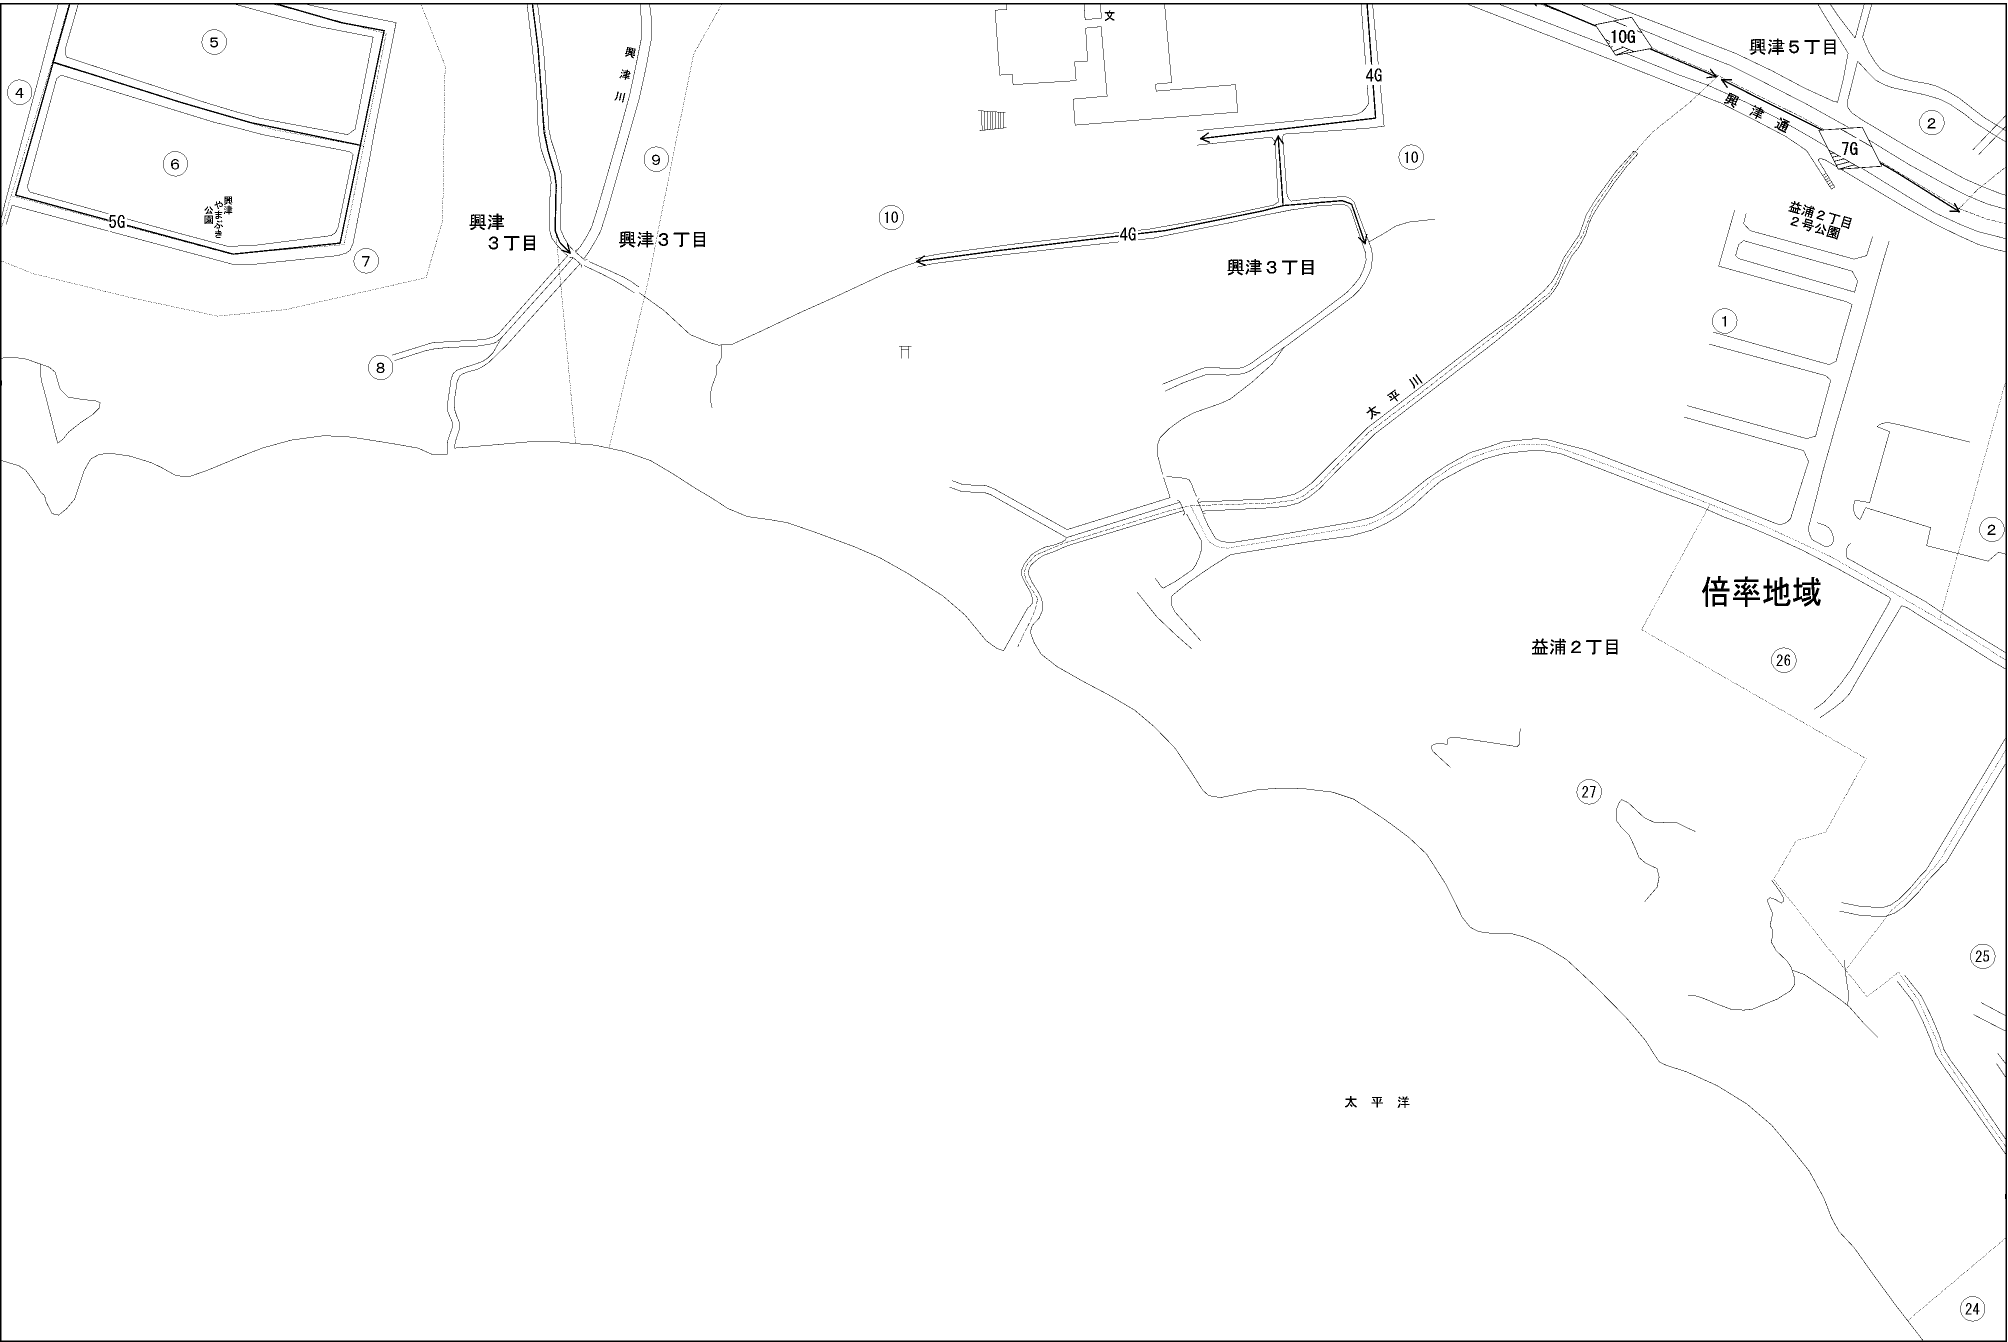 ⑤
④
⑥
興津
やまぶき
公園
5G
⑦
⑧
興津川
興津
３丁目
興津３丁目
⑨
文
4G
⑩
⑩
4G
興津３丁目
10G
興津５丁目
興津通
②
7G
益浦２丁目
２号公園
①
太平川
②
倍率地域
益浦２丁目
㉖
㉗
㉕
太平洋
㉔